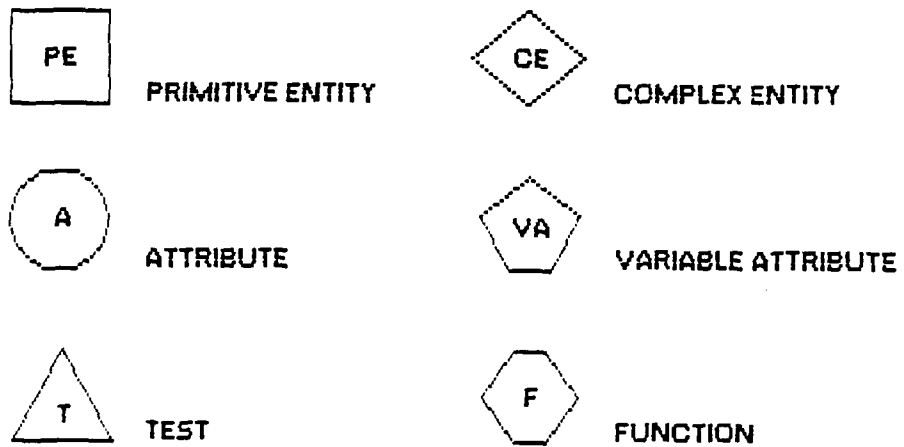 PE
PRIMITIVE ENTITY
CE
COMPLEX ENTITY
A
ATTRIBUTE
VA
VARIABLE ATTRIBUTE
T
TEST
F
FUNCTION